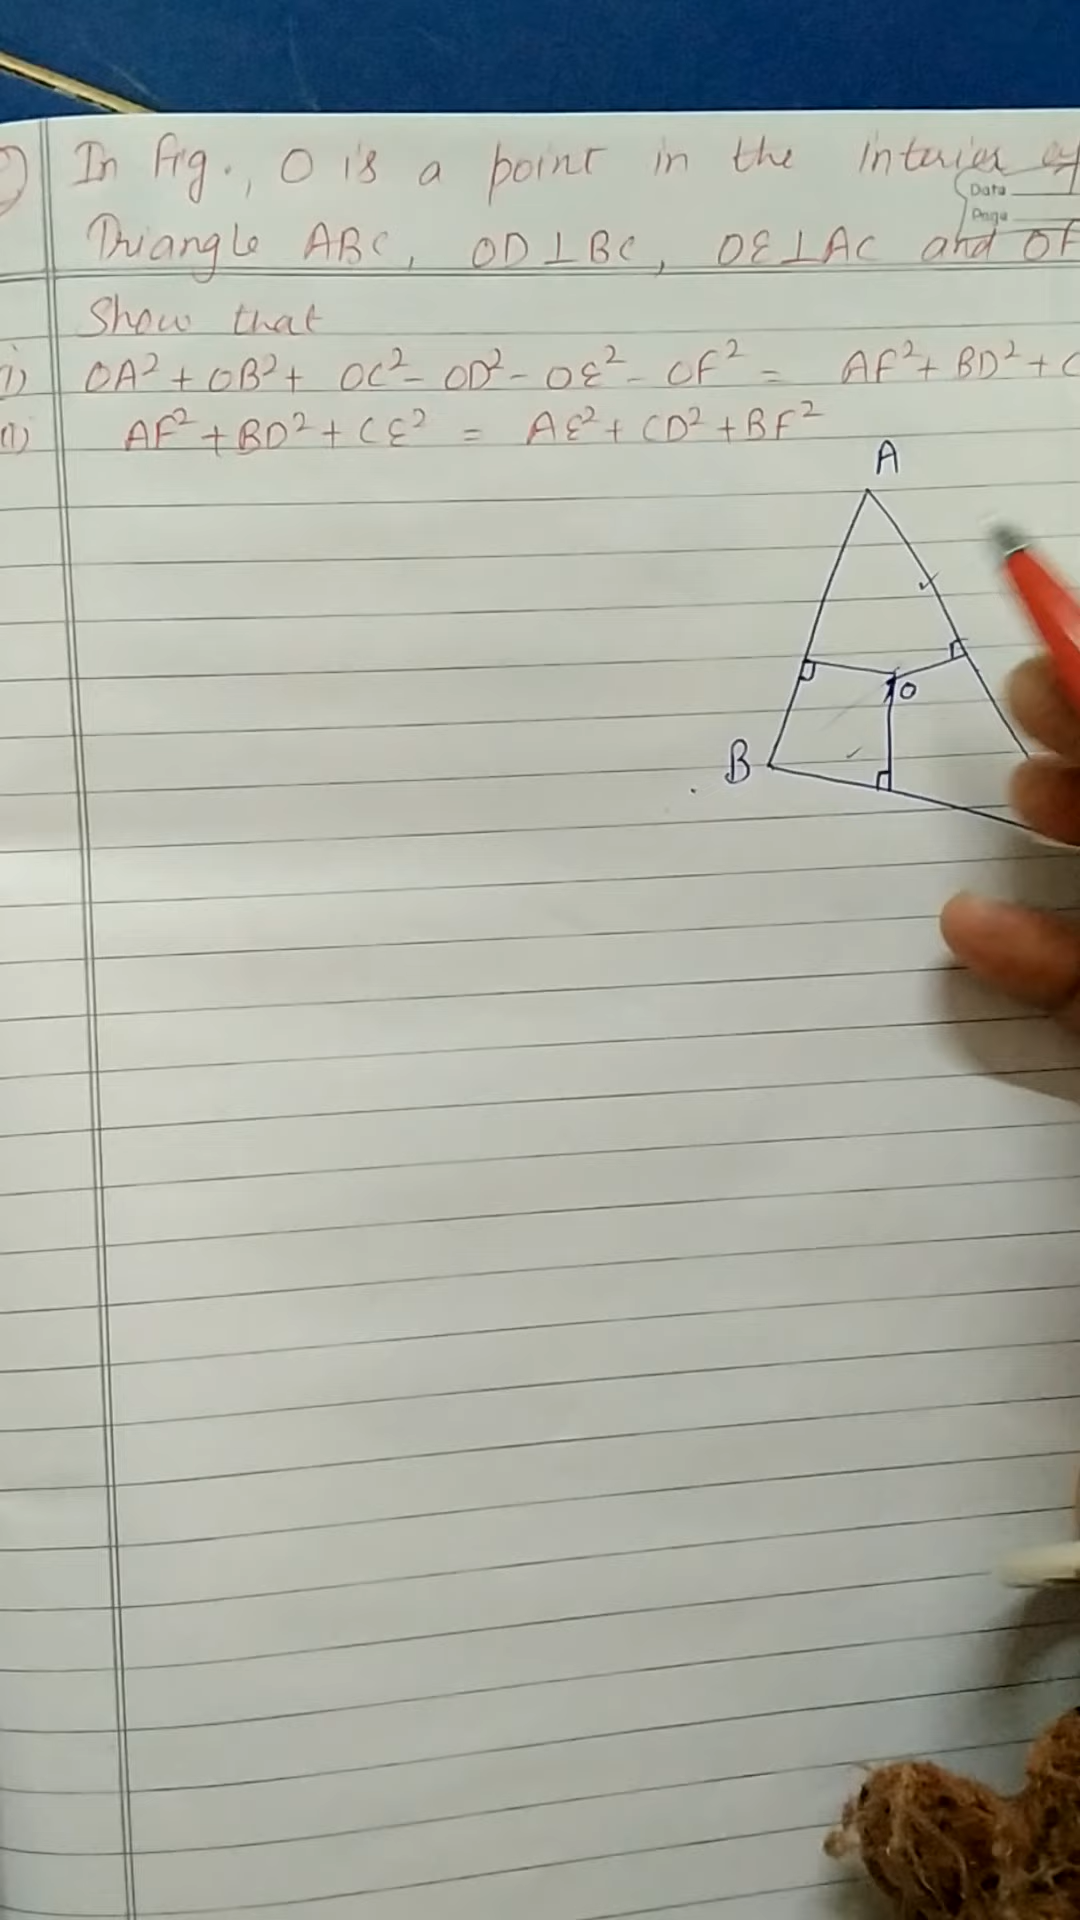 In fig., O is a point in the interior of
Data
Page
Triangle ABC, OD⊥BC, OE⊥AC and OF
Show that
i) OA²+OB²+ OC²- OD²- OE²- OF² = AF²+ BD²+ C
ii) AF²+BD²+CE² = AE²+ CD²+BF²
A
O
B